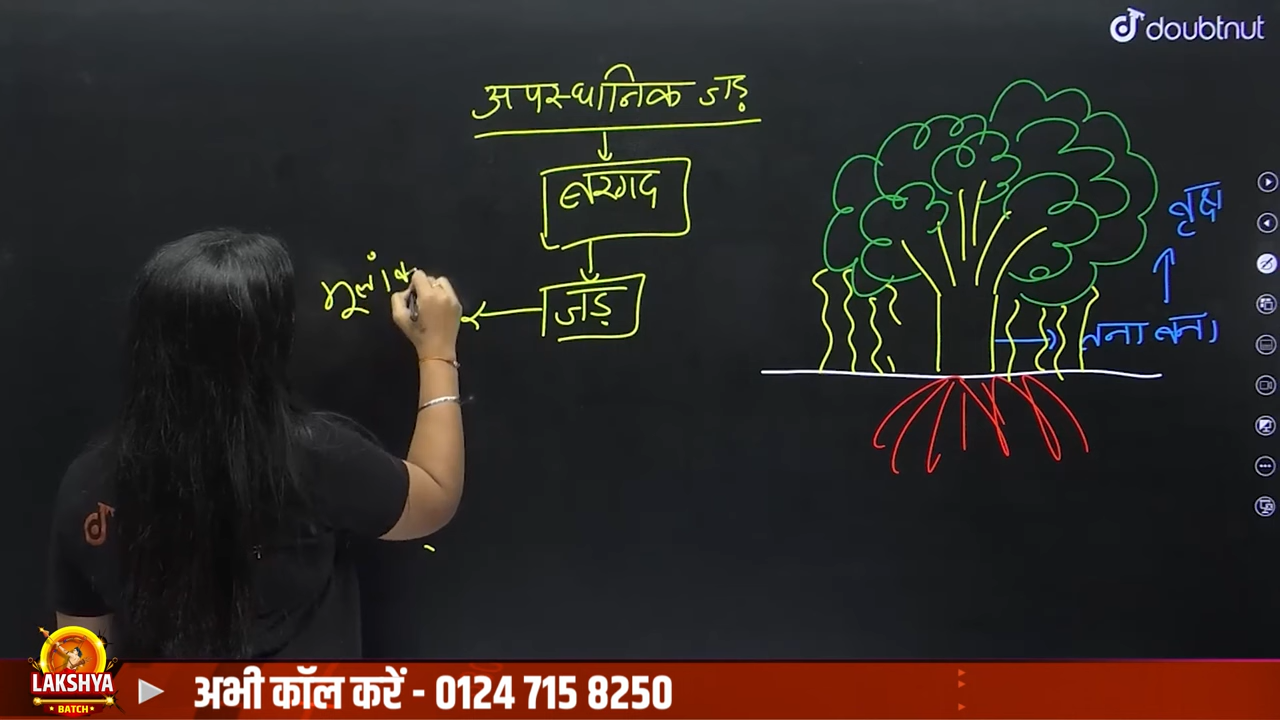 doubtnut
अपस्थानिक जड़
बरगद
जड़
वृक्ष
तना
LAKSHYA
BATCH
अभी कॉल करें - 0124 715 8250